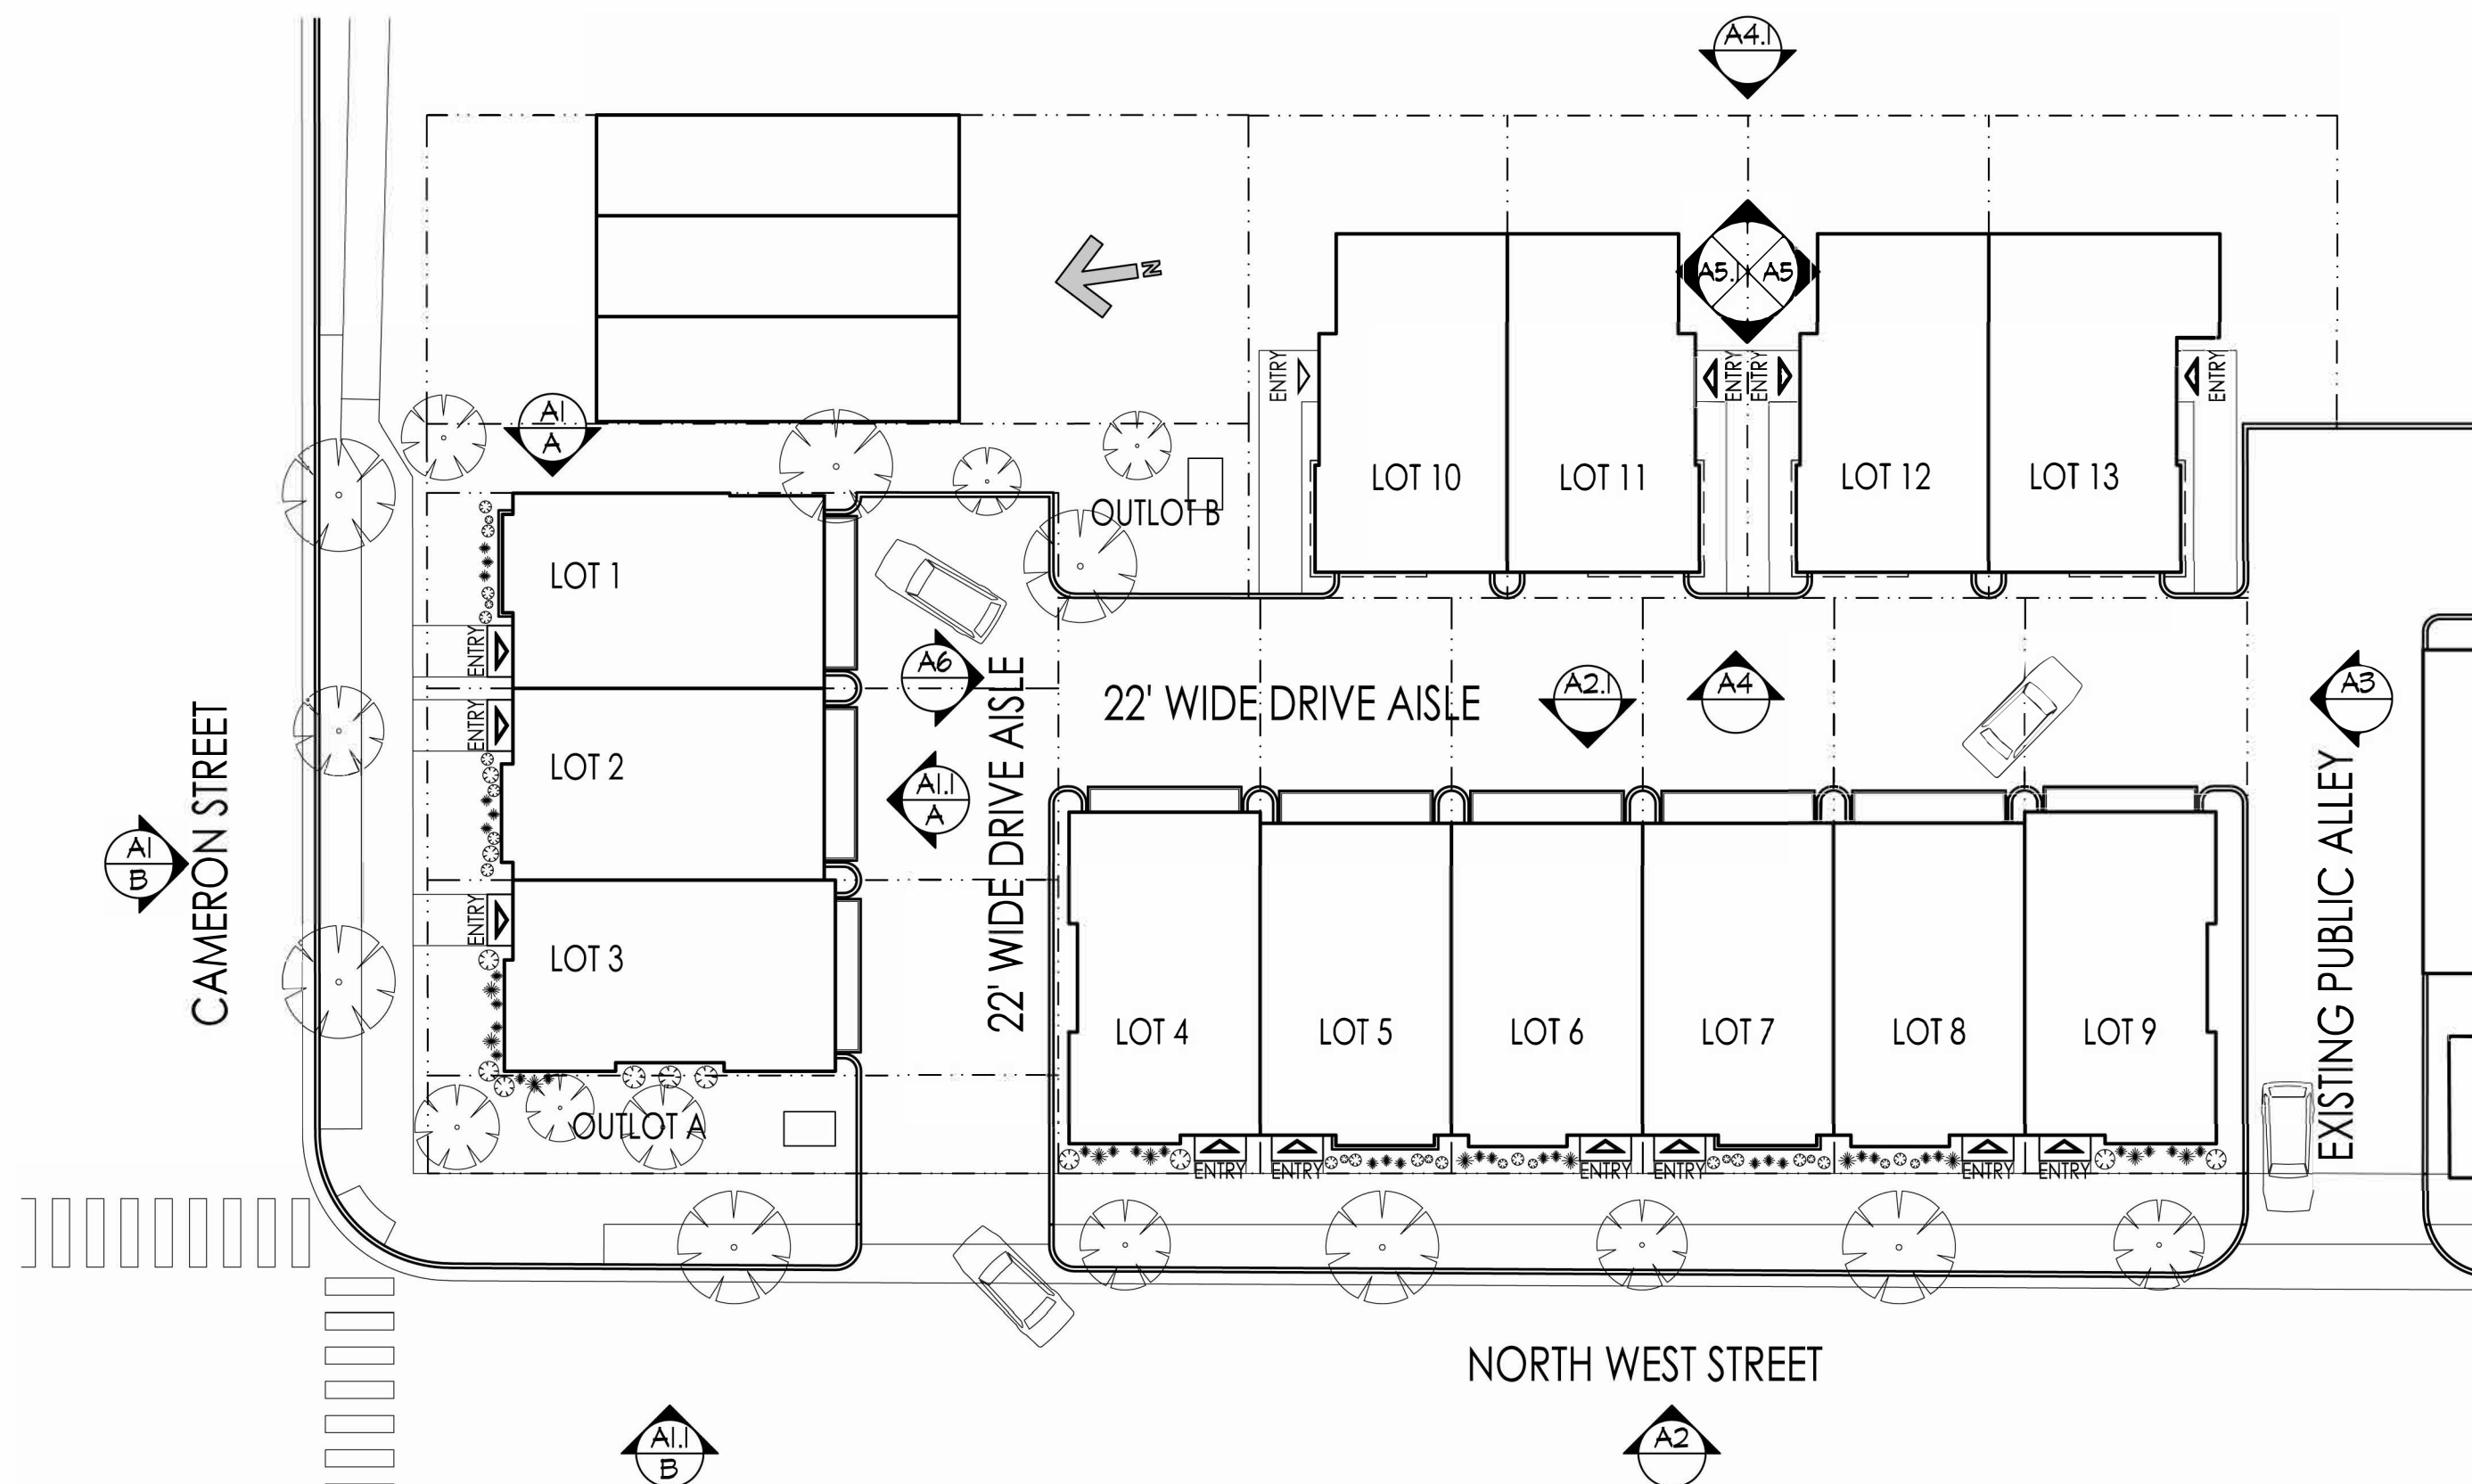 A4.1
N
A5.1
A5
ENTRY
ENTRY
ENTRY
ENTRY
A1
A
LOT 10
LOT 11
LOT 12
LOT 13
OUTLOT B
LOT 1
ENTRY
A6
22' WIDE DRIVE AISLE
22' WIDE DRIVE AISLE
A2.1
A4
A3
ENTRY
LOT 2
A1.1
A
CAMERON STREET
A1
B
EXISTING PUBLIC ALLEY
ENTRY
LOT 3
LOT 4
LOT 5
LOT 6
LOT 7
LOT 8
LOT 9
OUTLOT A
ENTRY
ENTRY
ENTRY
ENTRY
ENTRY
ENTRY
NORTH WEST STREET
A1.1
B
A2